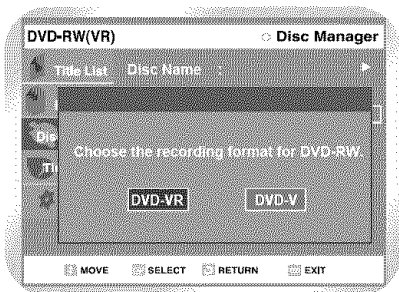 DVD-RW(VR) Disc Manager
Title List Disc Name :
Dis
Choose the recording format for DVD-RW.
DVD-VR DVD-V
MOVE SELECT RETURN EXIT